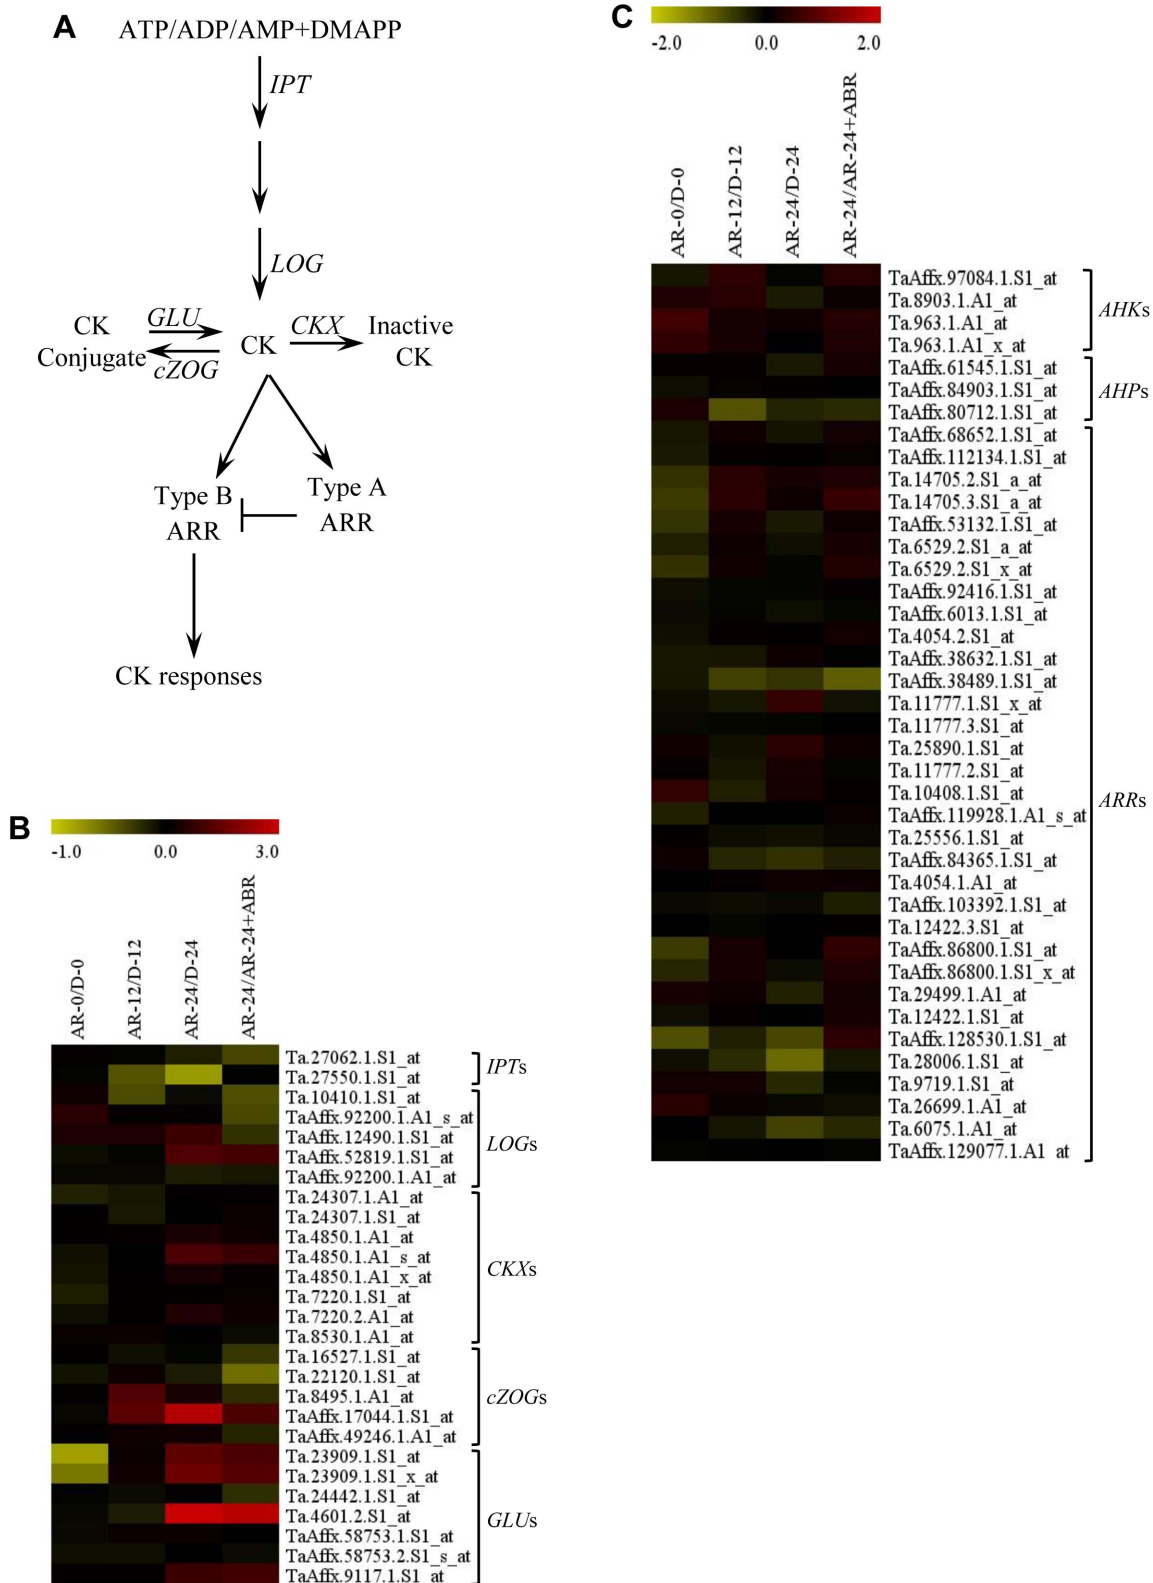 A
ATP/ADP/AMP+DMAPP
IPT
LOG
CK
Conjugate
GLU
cZOG
CK
CKX
Inactive
CK
Type B
ARR
Type A
ARR
CK responses
B
-1.0 0.0 3.0
AR-0/D-0
AR-12/D-12
AR-24/D-24
AR-24/AR-24+ABR
Ta.27062.1.S1_at
Ta.27550.1.S1_at
IPTs
Ta.10410.1.S1_at
TaAffx.92200.1.A1_s_at
TaAffx.12490.1.S1_at
TaAffx.52819.1.S1_at
TaAffx.92200.1.A1_at
LOGs
Ta.24307.1.A1_at
Ta.24307.1.S1_at
Ta.4850.1.A1_at
Ta.4850.1.A1_s_at
Ta.4850.1.A1_x_at
Ta.7220.1.S1_at
Ta.7220.2.A1_at
Ta.8530.1.A1_at
CKXs
Ta.16527.1.S1_at
Ta.22120.1.S1_at
Ta.8495.1.A1_at
TaAffx.17044.1.S1_at
TaAffx.49246.1.A1_at
cZOGs
Ta.23909.1.S1_at
Ta.23909.1.S1_x_at
Ta.24442.1.S1_at
Ta.4601.2.S1_at
TaAffx.58753.1.S1_at
TaAffx.58753.2.S1_s_at
TaAffx.9117.1.S1_at
GLUs
C
-2.0 0.0 2.0
AR-0/D-0
AR-12/D-12
AR-24/D-24
AR-24/AR-24+ABR
TaAffx.97084.1.S1_at
Ta.8903.1.A1_at
Ta.963.1.A1_at
Ta.963.1.A1_x_at
AHKs
TaAffx.61545.1.S1_at
TaAffx.84903.1.S1_at
TaAffx.80712.1.S1_at
AHPs
TaAffx.68652.1.S1_at
TaAffx.112134.1.S1_at
Ta.14705.2.S1_a_at
Ta.14705.3.S1_a_at
TaAffx.53132.1.S1_at
Ta.6529.2.S1_a_at
Ta.6529.2.S1_x_at
TaAffx.92416.1.S1_at
TaAffx.6013.1.S1_at
Ta.4054.2.S1_at
TaAffx.38632.1.S1_at
TaAffx.38489.1.S1_at
Ta.11777.1.S1_x_at
Ta.11777.3.S1_at
Ta.25890.1.S1_at
Ta.11777.2.S1_at
Ta.10408.1.S1_at
TaAffx.119928.1.A1_s_at
Ta.25556.1.S1_at
TaAffx.84365.1.S1_at
Ta.4054.1.A1_at
TaAffx.103392.1.S1_at
Ta.12422.3.S1_at
TaAffx.86800.1.S1_at
TaAffx.86800.1.S1_x_at
Ta.29499.1.A1_at
Ta.12422.1.S1_at
TaAffx.128530.1.S1_at
Ta.28006.1.S1_at
Ta.9719.1.S1_at
Ta.26699.1.A1_at
Ta.6075.1.A1_at
TaAffx.129077.1.A1_at
ARRs